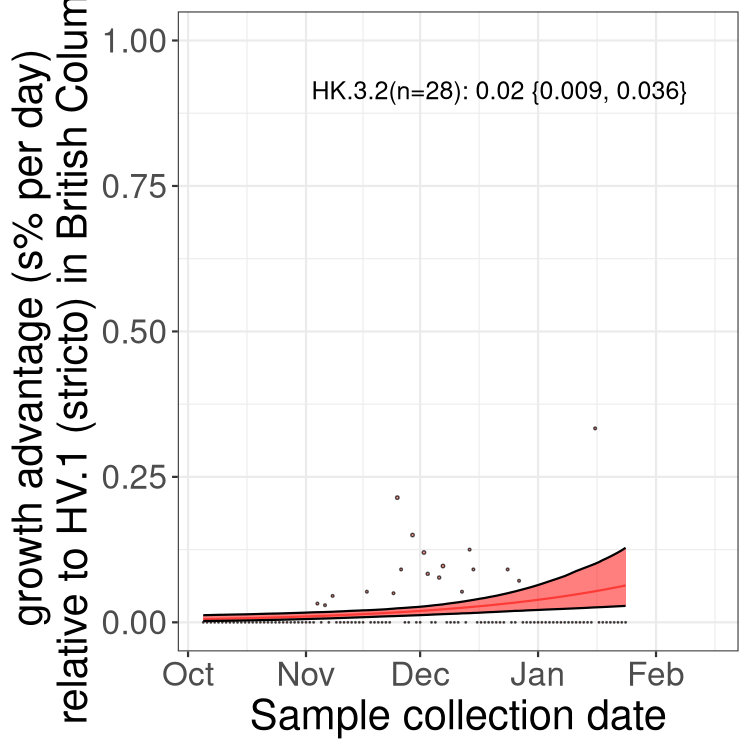 growth advantage (s% per day)
relative to HV.1 (stricto) in British Colum
1.00
0.75
0.50
0.25
0.00
HK.3.2(n=28): 0.02 {0.009, 0.036}
Oct Nov Dec Jan Feb
Sample collection date